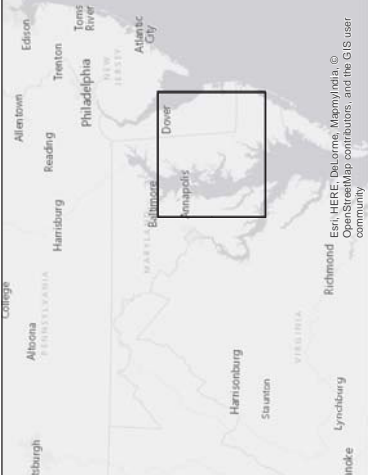 College
Allentown
Edison
tsburgh
Altoona
PENNSYLVANIA
Harrisburg
Reading
Trenton
Toms
River
Philadelphia
NEW
JERSEY
Atlantic
City
MARYLAND
Baltimore
Dover
Annapolis
Harrisonburg
Staunton
VIRGINIA
Richmond
Lynchburg
noke
Esri, HERE, DeLorme, MapmyIndia, ©
OpenStreetMap contributors, and the GIS user
community